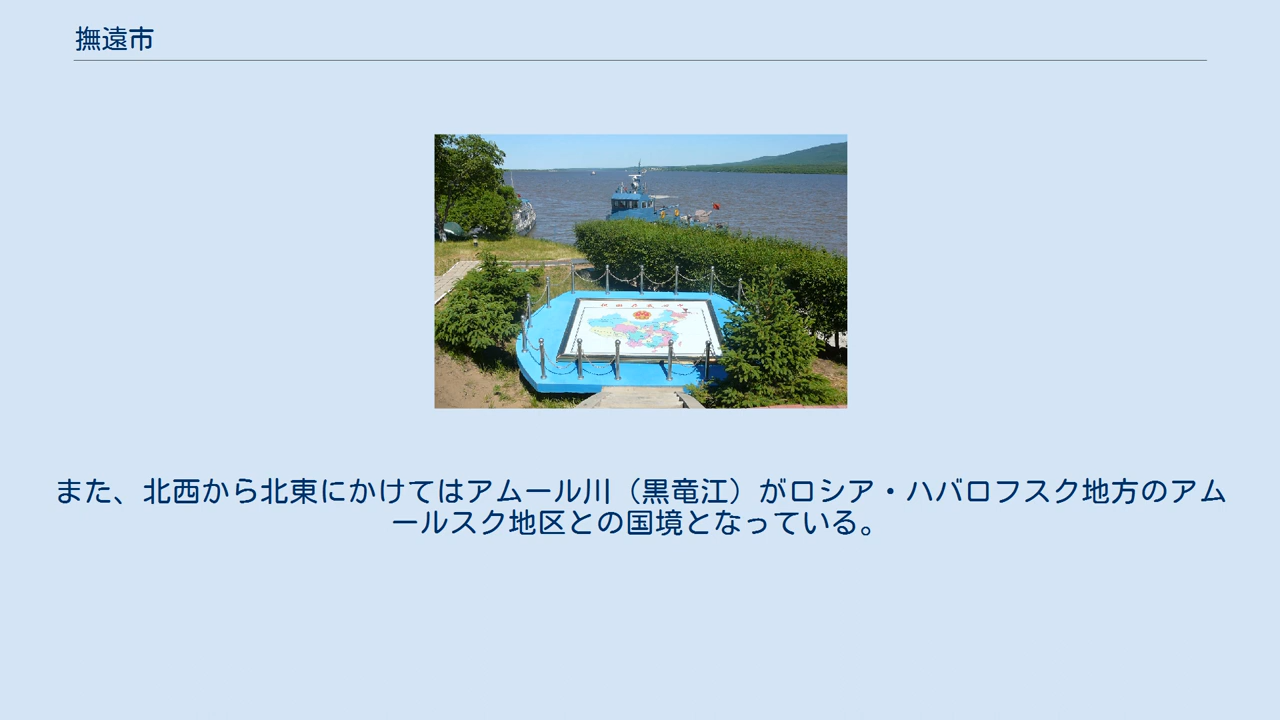 撫遠市
また、北西から北東にかけてはアムール川（黒竜江）がロシア・ハバロフスク地方のアム
ールスク地区との国境となっている。